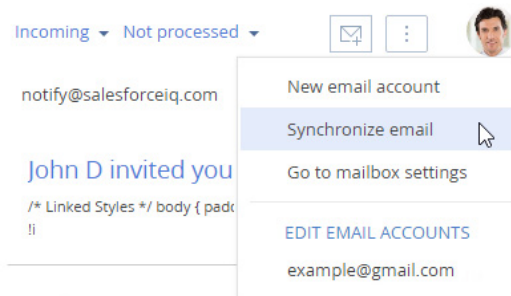 Incoming Not processed
notify@salesforceiq.com
New email account
Synchronize email
John D invited you
Go to mailbox settings
/* Linked Styles */ body {
!i
EDIT EMAIL ACCOUNTS
example@gmail.com